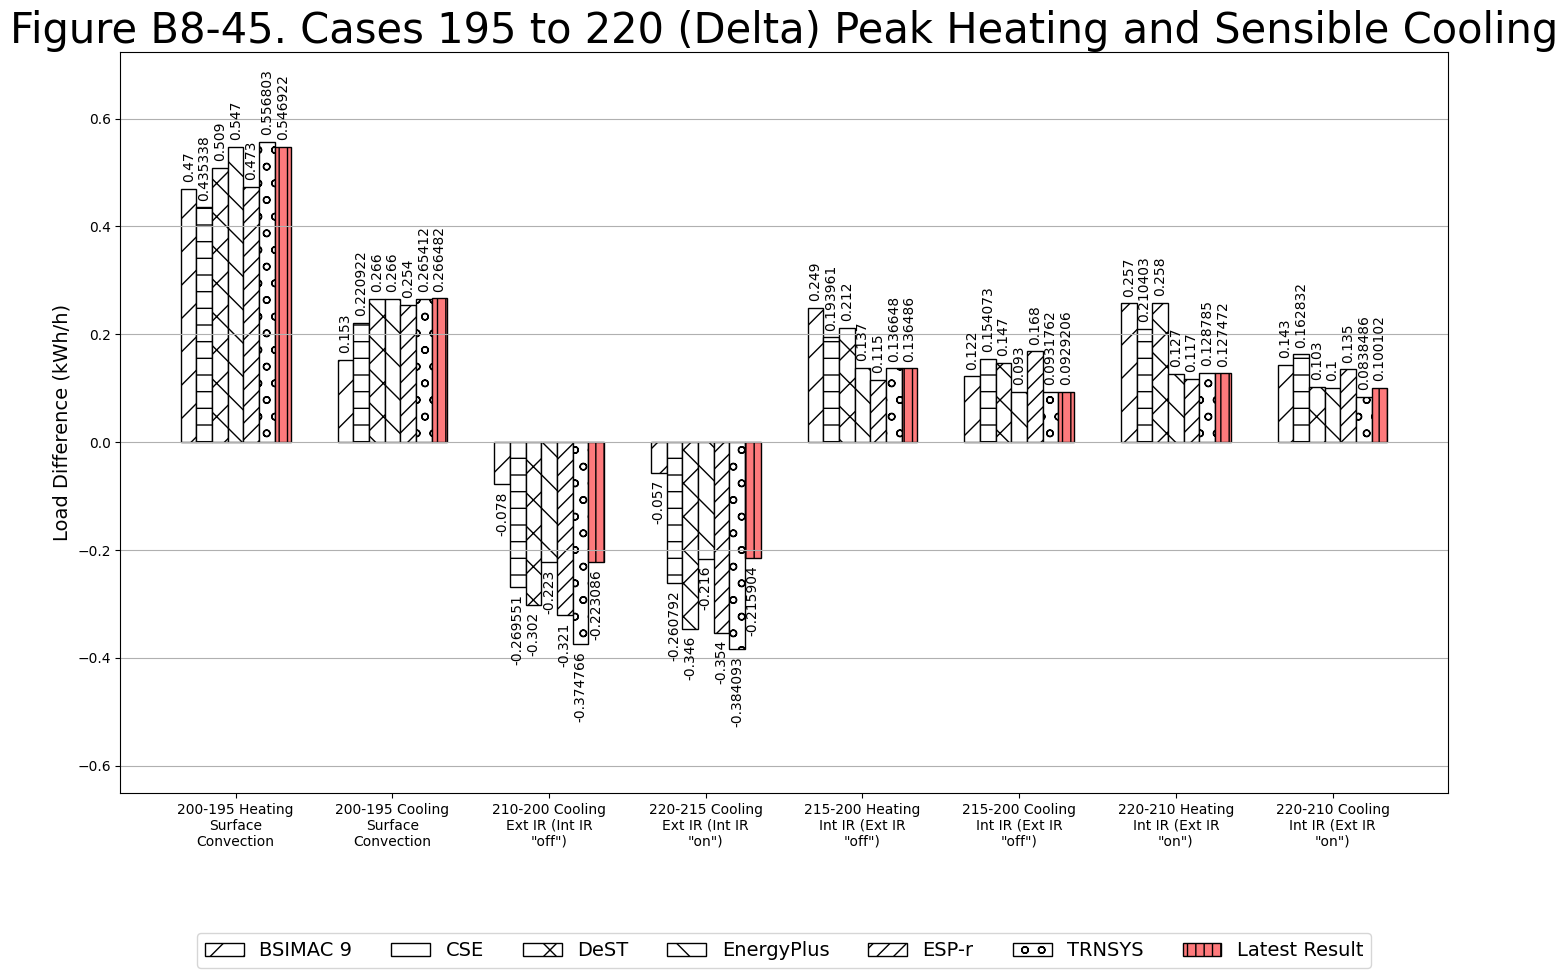 Figure B8-45. Cases 195 to 220 (Delta) Peak Heating and Sensible Cooling
Load Difference (kWh/h)
0.6
0.4
0.2
0.0
−0.2
−0.4
−0.6
0.47
0.435338
0.509
0.547
0.473
0.556803
0.546922
0.153
0.220922
0.266
0.266
0.254
0.265412
0.266482
-0.078
-0.269551
-0.302
-0.223
-0.321
-0.374766
-0.223086
-0.057
-0.260792
-0.346
-0.216
-0.354
-0.384093
-0.215904
0.249
0.193961
0.212
0.137
0.115
0.136648
0.136486
0.122
0.154073
0.147
0.093
0.168
0.0931762
0.0929206
0.257
0.210403
0.258
0.127
0.117
0.128785
0.127472
0.143
0.162832
0.103
0.1
0.135
0.0838486
0.100102
200-195 Heating
Surface
Convection
200-195 Cooling
Surface
Convection
210-200 Cooling
Ext IR (Int IR
"off")
220-215 Cooling
Ext IR (Int IR
"on")
215-200 Heating
Int IR (Ext IR
"off")
215-200 Cooling
Int IR (Ext IR
"off")
220-210 Heating
Int IR (Ext IR
"on")
220-210 Cooling
Int IR (Ext IR
"on")
BSIMAC 9
CSE
DeST
EnergyPlus
ESP-r
TRNSYS
Latest Result